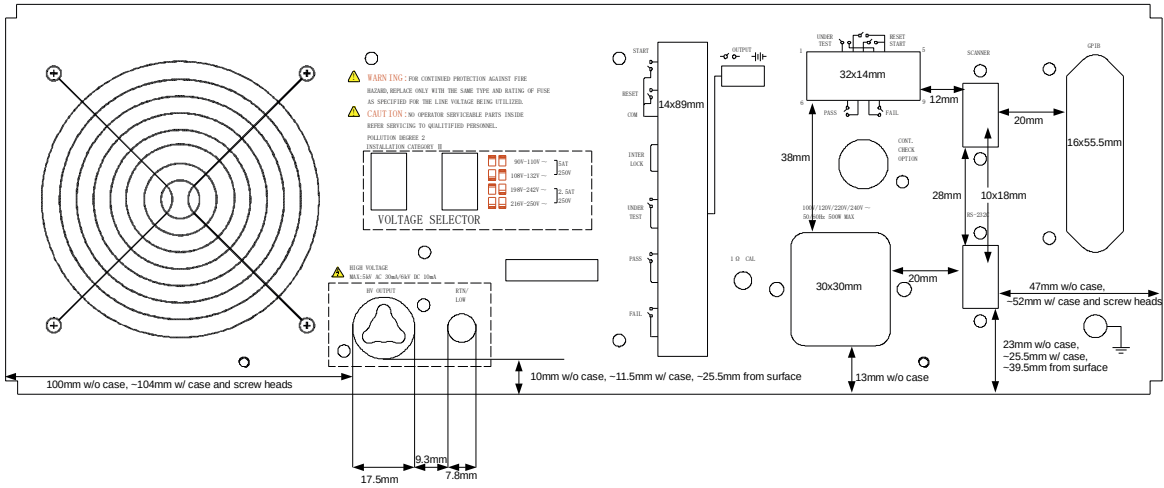 UNDER
TEST
RESET
START
1
5
6
9
PASS
FAIL
32x14mm
SCANNER
GPIB
START
RESET
COM
INTER
LOCK
UNDER
TEST
PASS
FAIL
14x89mm
OUTPUT
WARNING:FOR CONTINUED PROTECTION AGAINST FIRE
HAZARD,REPLACE ONLY WITH THE SAME TYPE AND RATING OF FUSE
AS SPECIFIED FOR THE LINE VOLTAGE BEING UTILIZED.
CAUTION:NO OPERATOR SERVICEABLE PARTS INSIDE
REFER SERVICING TO QUALITIFIED PERSONNEL.
POLLUTION DEGREE 2
INSTALLATION CATEGORY II
90V-110V~
108V-132V~
198V-242V~
216V-250V~
5AT
250V
2.5AT
250V
VOLTAGE SELECTOR
12mm
20mm
16x55.5mm
38mm
CONT.
CHECK
OPTION
28mm
10x18mm
RS-232C
100V/120V/220V/240V~
50/60Hz 500W MAX
1Ω CAL
30x30mm
20mm
HIGH VOLTAGE
MAX:5kV AC 30mA/6kV DC 10mA
HV OUTPUT
RTN/
LOW
47mm w/o case,
~52mm w/ case and screw heads
23mm w/o case,
~25.5mm w/ case,
~39.5mm from surface
100mm w/o case, ~104mm w/ case and screw heads
10mm w/o case, ~11.5mm w/ case, ~25.5mm from surface
13mm w/o case
9.3mm
17.5mm
7.8mm